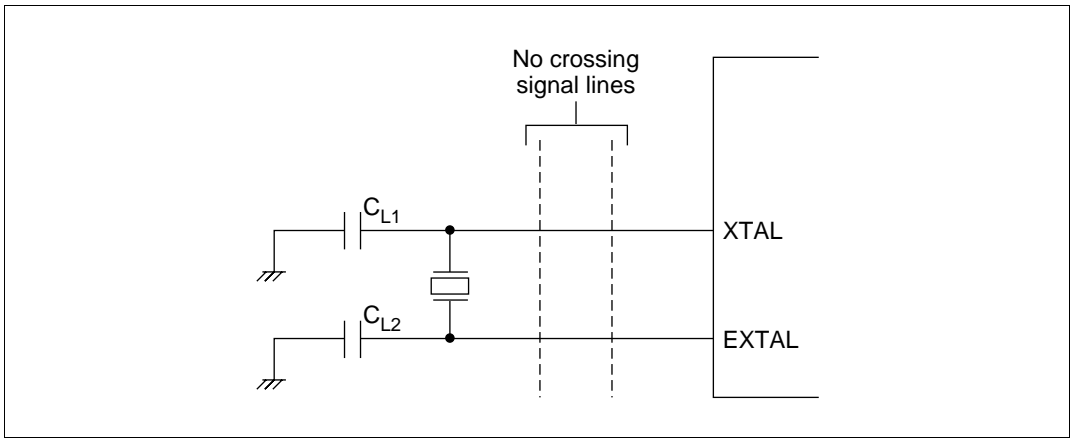 No crossing
signal lines
CL1
XTAL
CL2
EXTAL